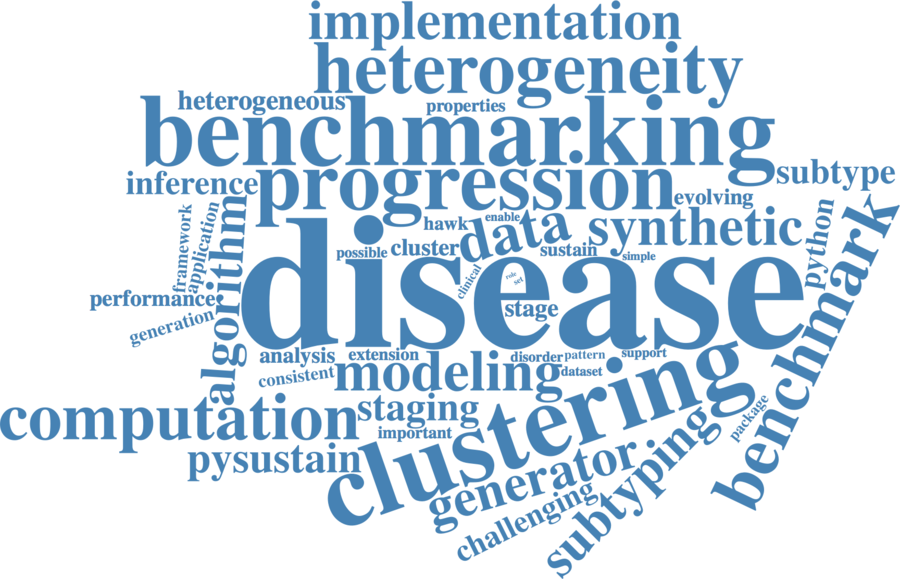 implementation
heterogeneity
heterogeneous
properties
benchmarking
inference
progression
subtype
evolving
framework
application
algorithm
hawk
enable
data
synthetic
python
possible
cluster
sustain
simple
benchmark
disease
clinical
role
set
performance
generation
stage
analysis
extension
disorder
pattern
support
consistent
modeling
dataset
computation
staging
important
clustering
package
pysustain
generator
subtyping
challenging